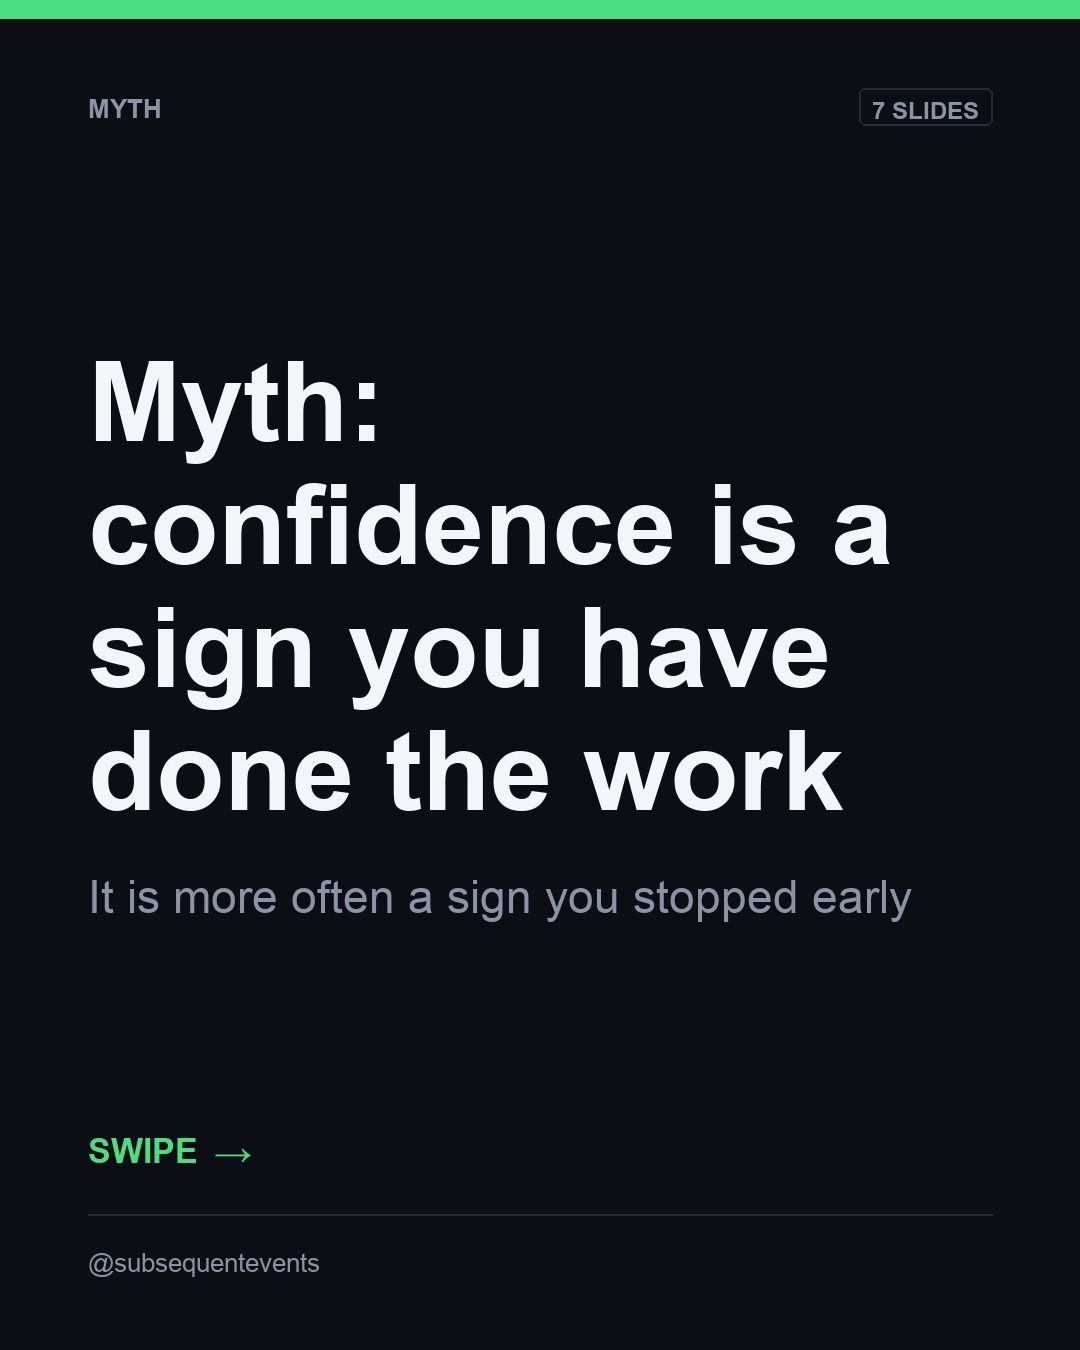 MYTH
7 SLIDES
Myth:
confidence is a
sign you have
done the work
It is more often a sign you stopped early
SWIPE →
@subsequentevents